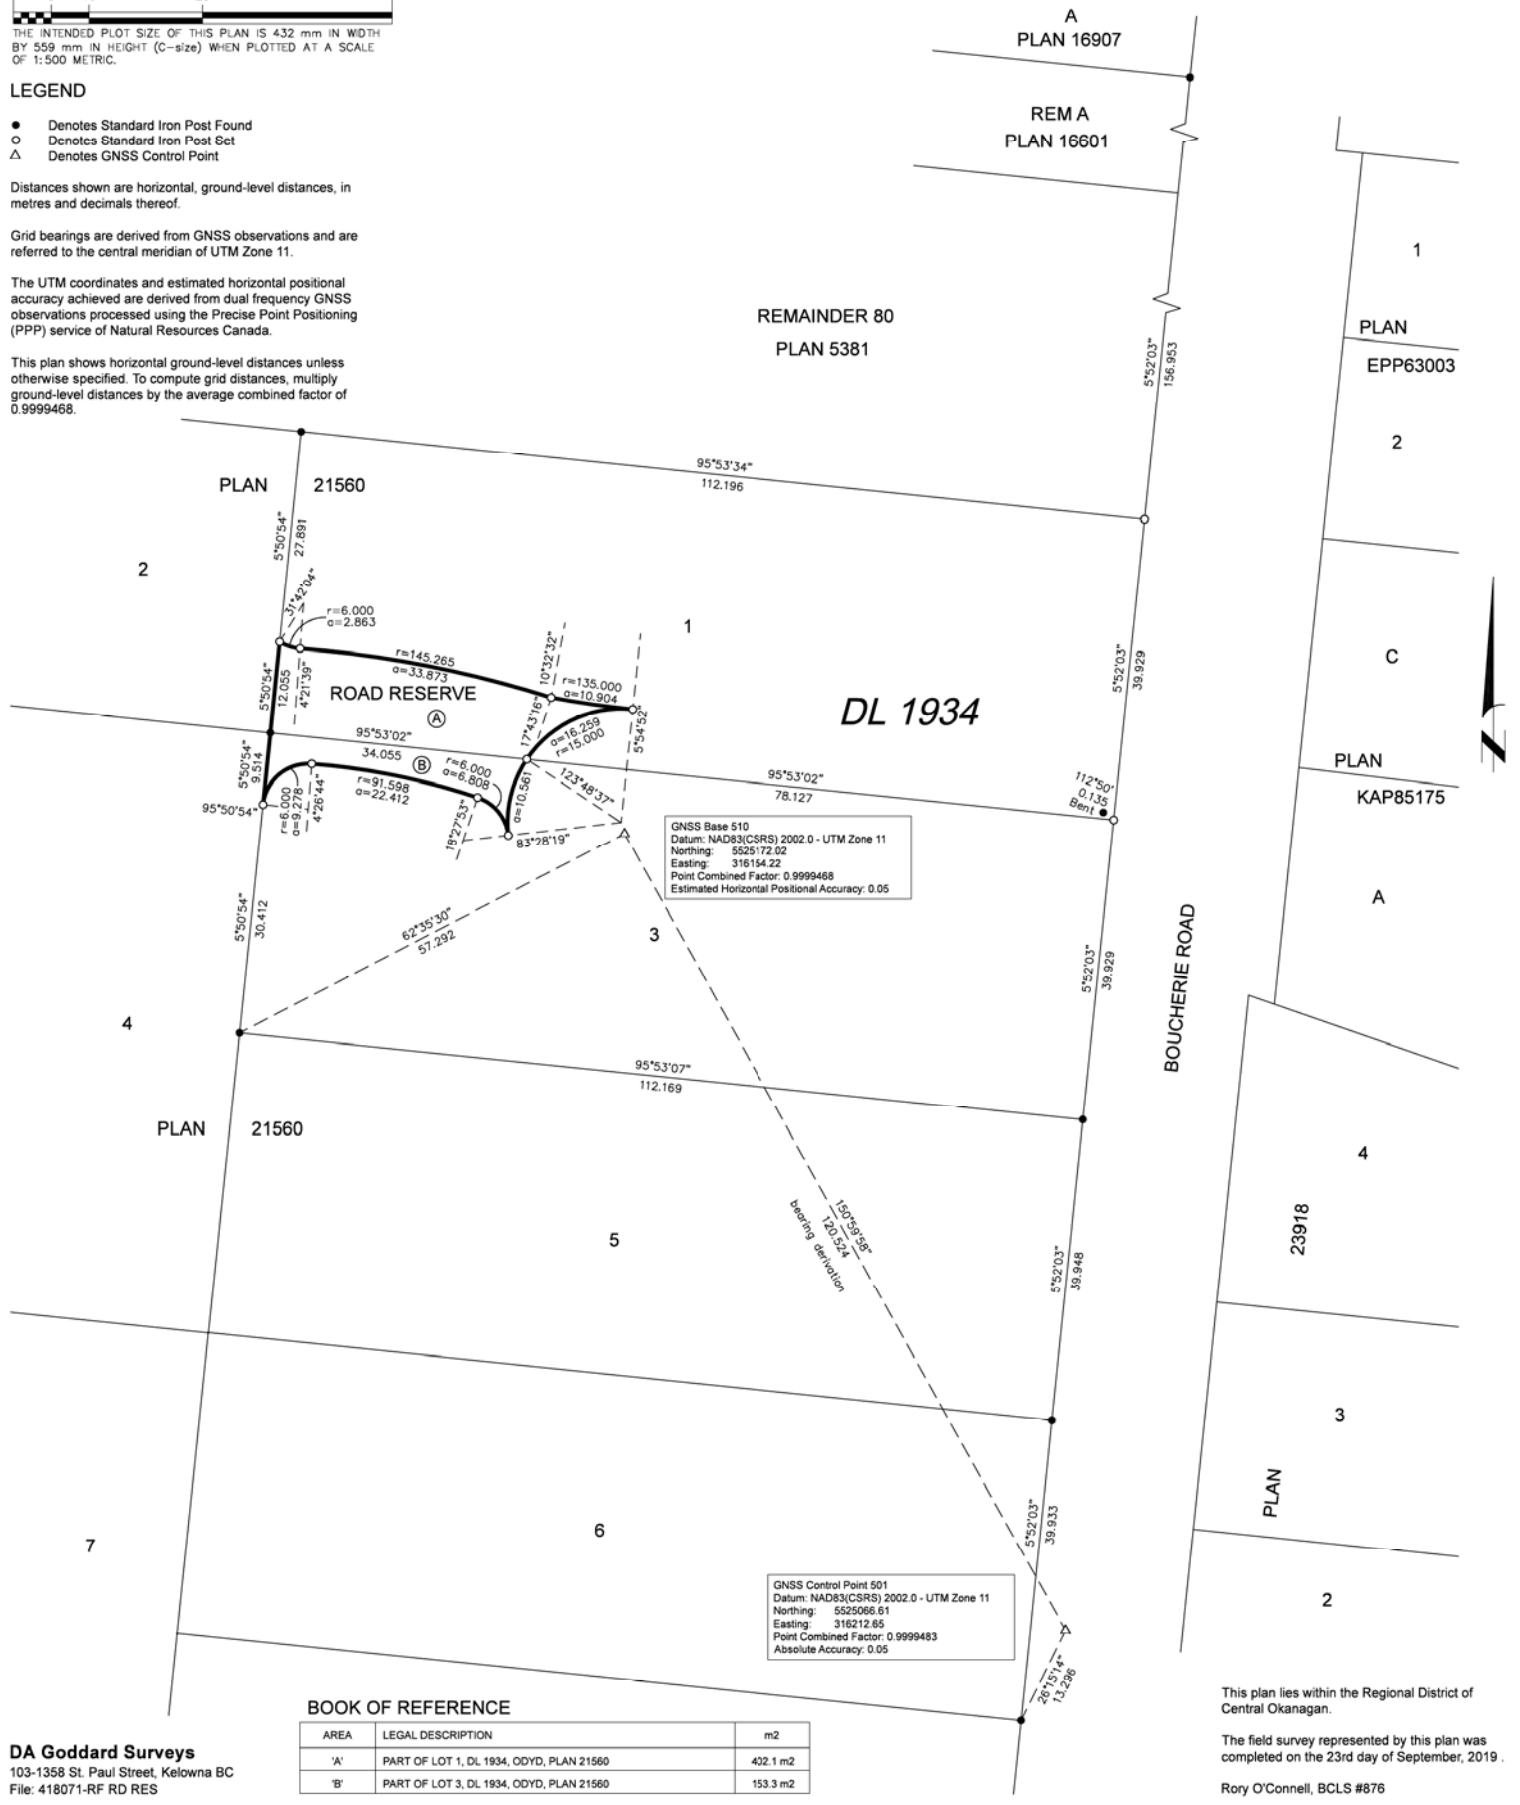 THE INTENDED PLOT SIZE OF THIS PLAN IS 432 mm IN WIDTH
BY 559 mm IN HEIGHT (C-size) WHEN PLOTTED AT A SCALE
OF 1:500 METRIC.
LEGEND
Denotes Standard Iron Post Found
Denotes Standard Iron Post Set
Denotes GNSS Control Point
Distances shown are horizontal, ground-level distances, in
metres and decimals thereof.
Grid bearings are derived from GNSS observations and are
referred to the central meridian of UTM Zone 11.
The UTM coordinates and estimated horizontal positional
accuracy achieved are derived from dual frequency GNSS
observations processed using the Precise Point Positioning
(PPP) service of Natural Resources Canada.
This plan shows horizontal ground-level distances unless
otherwise specified. To compute grid distances, multiply
ground-level distances by the average combined factor of
0.9999468.
A
PLAN 16907
REM A
PLAN 16601
REMAINDER 80
PLAN 5381
5°52'03"
156.953
1
PLAN
EPP63003
2
C
PLAN
KAP85175
A
N
95°53'34"
112.196
PLAN 21560
5°50'54"
27.891
2
31°42'04"
r=6.000
a=2.863
1
r=145.265
a=33.873
10°32'32"
r=135.000
a=10.904
5°50'54"
12.055
4°21'39"
ROAD RESERVE
A
17°43'16"
a=16.259
r=15.000
5°54'52"
DL 1934
5°52'03"
39.929
95°53'02"
34.055
B
5°50'54"
9.514
r=91.598
a=22.412
r=6.000
a=6.808
a=10.561
123°48'37"
95°53'02"
78.127
112°50'
0.135
Bent
95°50'54"
r=6.000
a=9.278
4°26'44"
18°27'53"
83°28'19"
GNSS Base 510
Datum: NAD83(CSRS) 2002.0 - UTM Zone 11
Northing: 5525172.02
Easting: 316154.22
Point Combined Factor: 0.9999468
Estimated Horizontal Positional Accuracy: 0.05
5°50'54"
30.412
62°35'30"
57.292
3
5°52'03"
39.929
BOUCHERIE ROAD
4
95°53'07"
112.169
PLAN 21560
150°59'58"
120.524
bearing derivation
5
5°52'03"
39.948
4
23918
3
PLAN
2
7
6
5°52'03"
39.933
GNSS Control Point 501
Datum: NAD83(CSRS) 2002.0 - UTM Zone 11
Northing: 5525066.61
Easting: 316212.65
Point Combined Factor: 0.9999483
Absolute Accuracy: 0.05
26°15'14"
13.296
BOOK OF REFERENCE
AREA LEGAL DESCRIPTION m2
'A' PART OF LOT 1, DL 1934, ODYD, PLAN 21560 402.1 m2
'B' PART OF LOT 3, DL 1934, ODYD, PLAN 21560 153.3 m2
DA Goddard Surveys
103-1358 St. Paul Street, Kelowna BC
File: 418071-RF RD RES
This plan lies within the Regional District of
Central Okanagan.
The field survey represented by this plan was
completed on the 23rd day of September, 2019 .
Rory O'Connell, BCLS #876